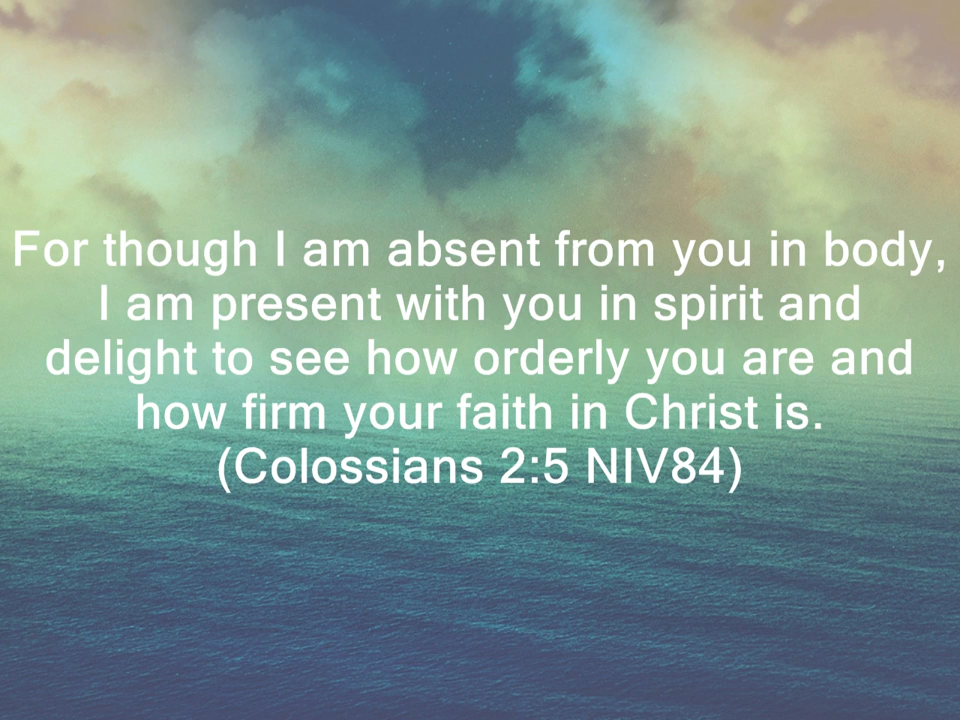 For though I am absent from you in body,
I am present with you in spirit and
delight to see how orderly you are and
how firm your faith in Christ is.
(Colossians 2:5 NIV84)